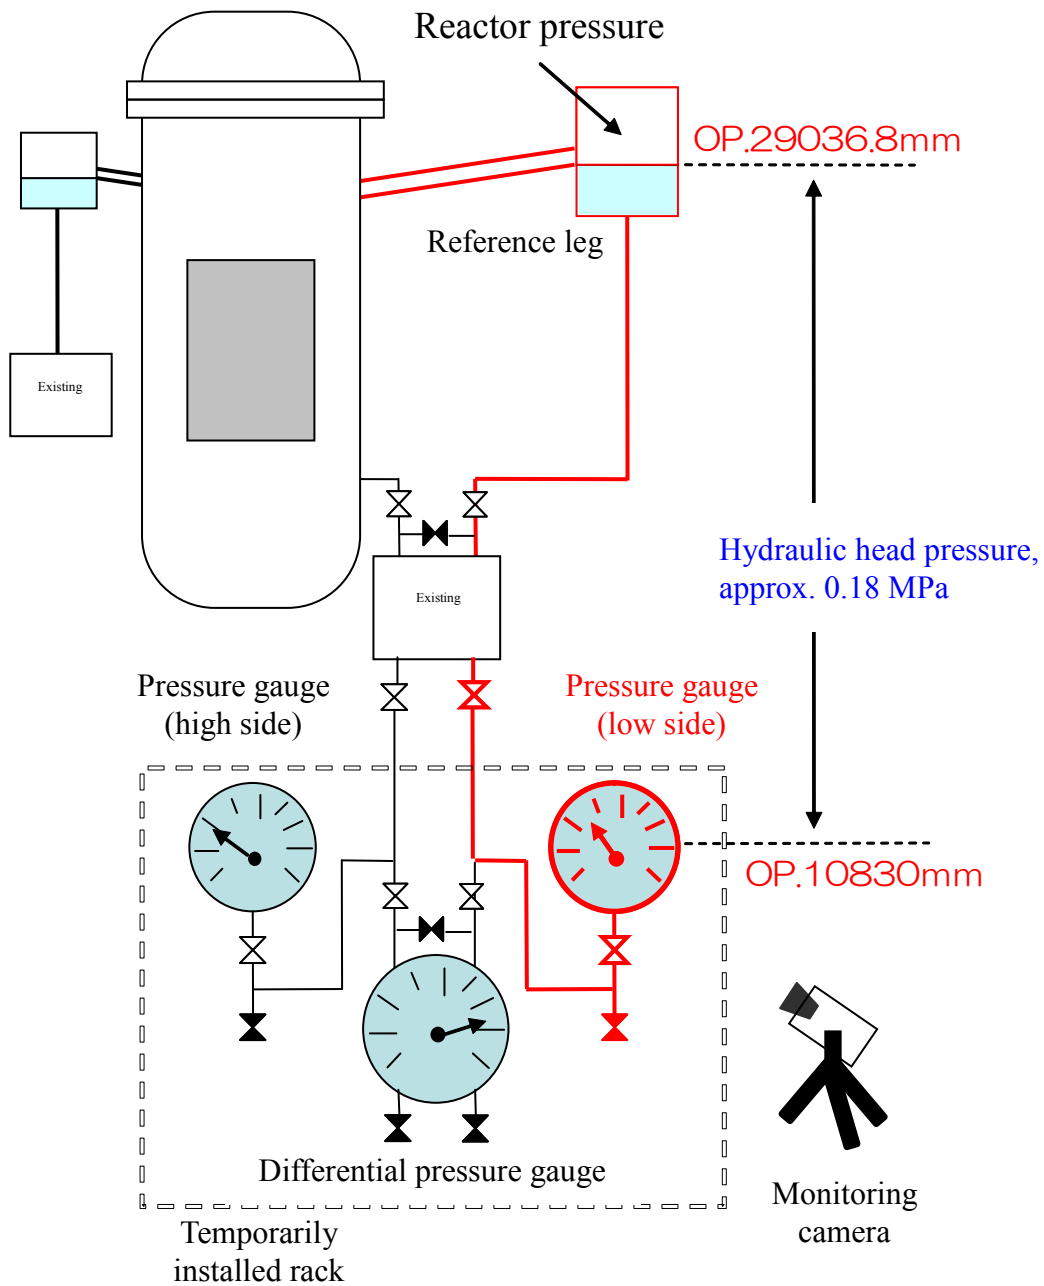 Reactor pressure
OP.29036.8mm
Reference leg
Existing
Hydraulic head pressure,
approx. 0.18 MPa
Existing
Pressure gauge
(high side)
Pressure gauge
(low side)
OP.10830mm
Differential pressure gauge
Monitoring
camera
Temporarily
installed rack